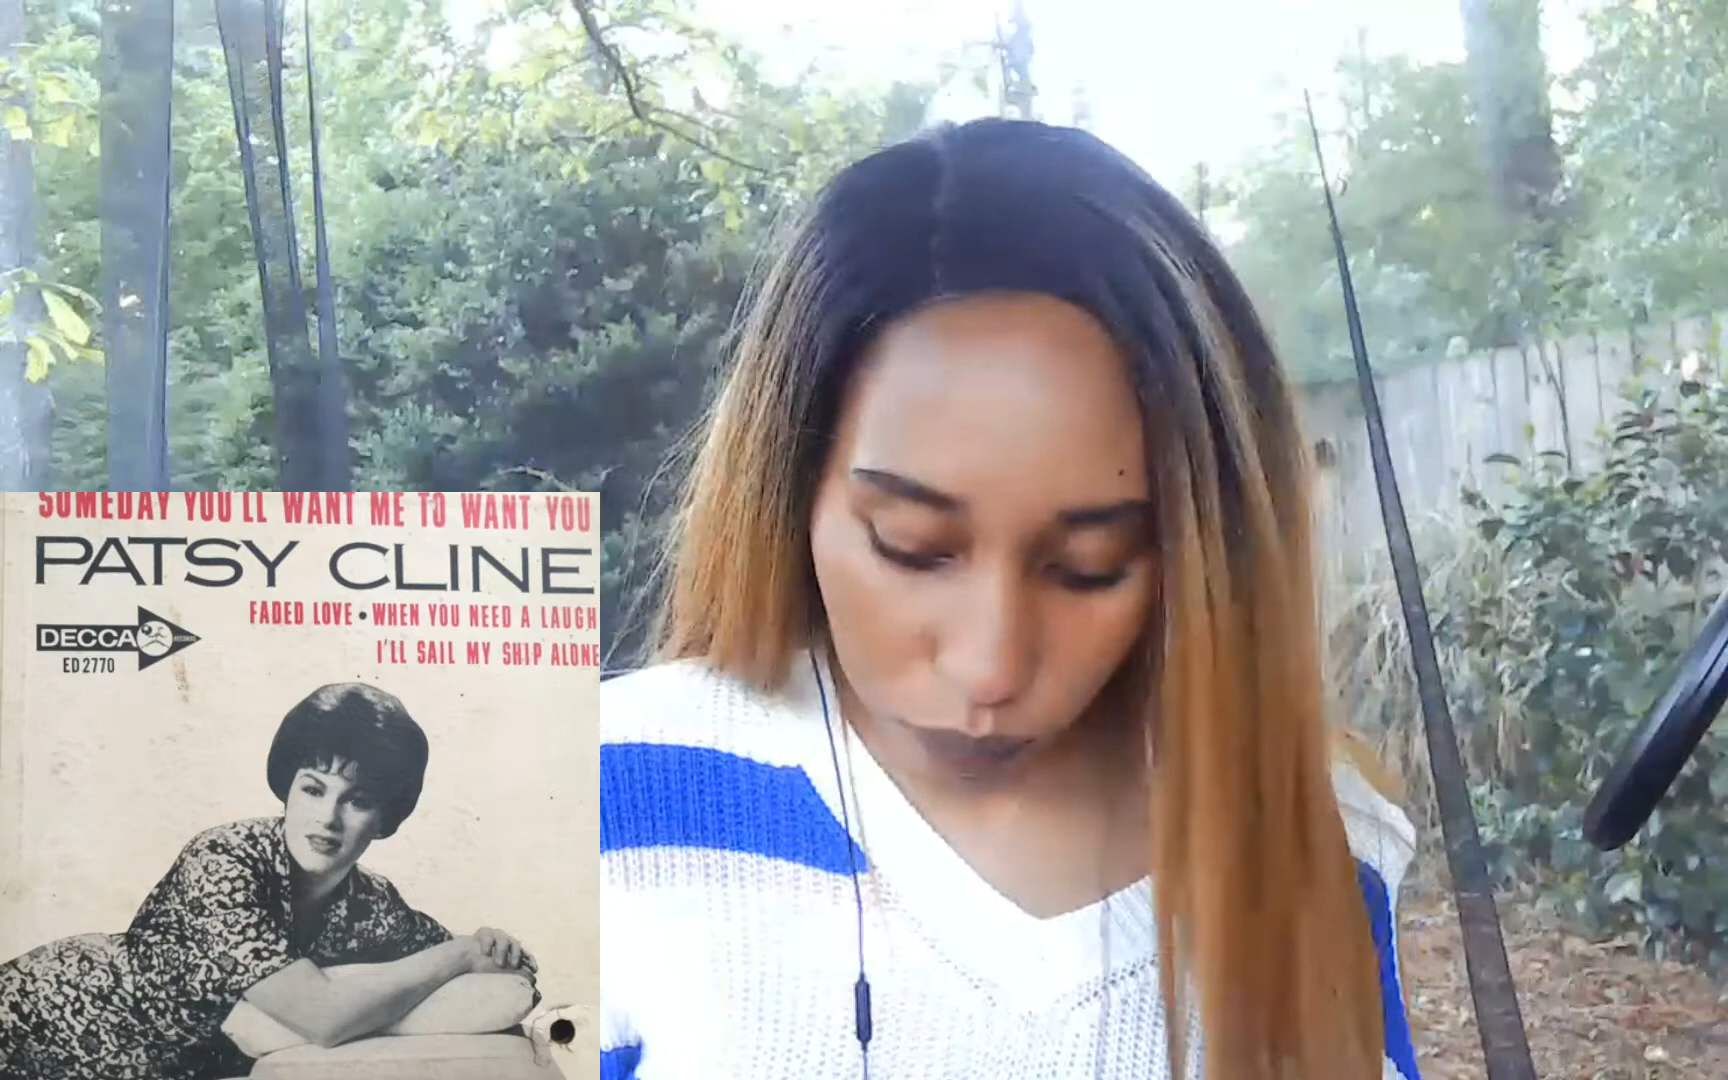 SOMEDAY YOU'LL WANT ME TO WANT YOU
PATSY CLINE
FADED LOVE • WHEN YOU NEED A LAUGH
I'LL SAIL MY SHIP ALONE
DECCA RECORDS
ED 2770